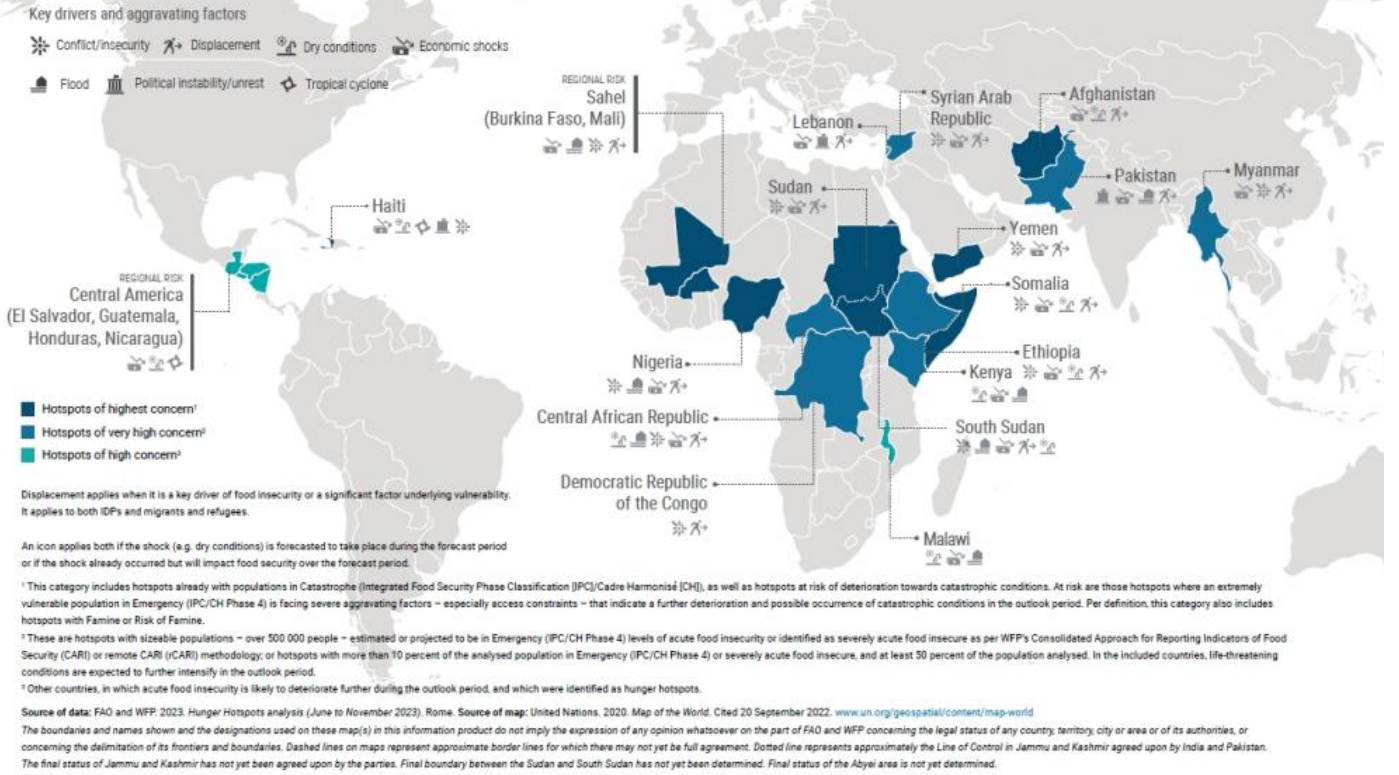 Key drivers and aggravating factors
Conflict/insecurity Displacement Dry conditions Economic shocks
Flood Political instability/unrest Tropical cyclone
REGIONAL RISK
Sahel
(Burkina Faso, Mali)
Lebanon
Syrian Arab
Republic
Afghanistan
Pakistan
Myanmar
Sudan
Haiti
Yemen
REGIONAL RISK
Central America
(El Salvador, Guatemala,
Honduras, Nicaragua)
Somalia
Ethiopia
Nigeria
Kenya
Central African Republic
South Sudan
Democratic Republic
of the Congo
Malawi
Hotspots of highest concern¹
Hotspots of very high concern²
Hotspots of high concern³
Displacement applies when it is a key driver of food insecurity or a significant factor underlying vulnerability.
It applies to both IDPs and migrants and refugees.
An icon applies both if the shock (e.g. dry conditions) is forecasted to take place during the forecast period
or if the shock already occurred but will impact food security over the forecast period.
¹ This category includes hotspots already with populations in Catastrophe (Integrated Food Security Phase Classification [IPC]/Cadre Harmonisé [CH]), as well as hotspots at risk of deterioration towards catastrophic conditions. At risk are those hotspots where an extremely
vulnerable population in Emergency (IPC/CH Phase 4) is facing severe aggravating factors – especially access constraints – that indicate a further deterioration and possible occurrence of catastrophic conditions in the outlook period. Per definition, this category also includes
hotspots with Famine or Risk of Famine.
² These are hotspots with sizeable populations – over 500 000 people – estimated or projected to be in Emergency (IPC/CH Phase 4) levels of acute food insecurity or identified as severely acute food insecure as per WFP's Consolidated Approach for Reporting Indicators of Food
Security (CARI) or remote CARI (rCARI) methodology; or hotspots with more than 10 percent of the analysed population in Emergency (IPC/CH Phase 4) or severely acute food insecure, and at least 50 percent of the population analysed. In the included countries, life-threatening
conditions are expected to further intensify in the outlook period.
³ Other countries, in which acute food insecurity is likely to deteriorate further during the outlook period, and which were identified as hunger hotspots.
Source of data: FAO and WFP. 2023. Hunger Hotspots analysis (June to November 2023). Rome. Source of map: United Nations. 2020. Map of the World. Cited 20 September 2022. www.un.org/geospatial/content/map-world
The boundaries and names shown and the designations used on these map(s) in this information product do not imply the expression of any opinion whatsoever on the part of FAO and WFP concerning the legal status of any country, territory, city or area or of its authorities, or
concerning the delimitation of its frontiers and boundaries. Dashed lines on maps represent approximate border lines for which there may not yet be full agreement. Dotted line represents approximately the Line of Control in Jammu and Kashmir agreed upon by India and Pakistan.
The final status of Jammu and Kashmir has not yet been agreed upon by the parties. Final boundary between the Sudan and South Sudan has not yet been determined. Final status of the Abyei area is not yet determined.